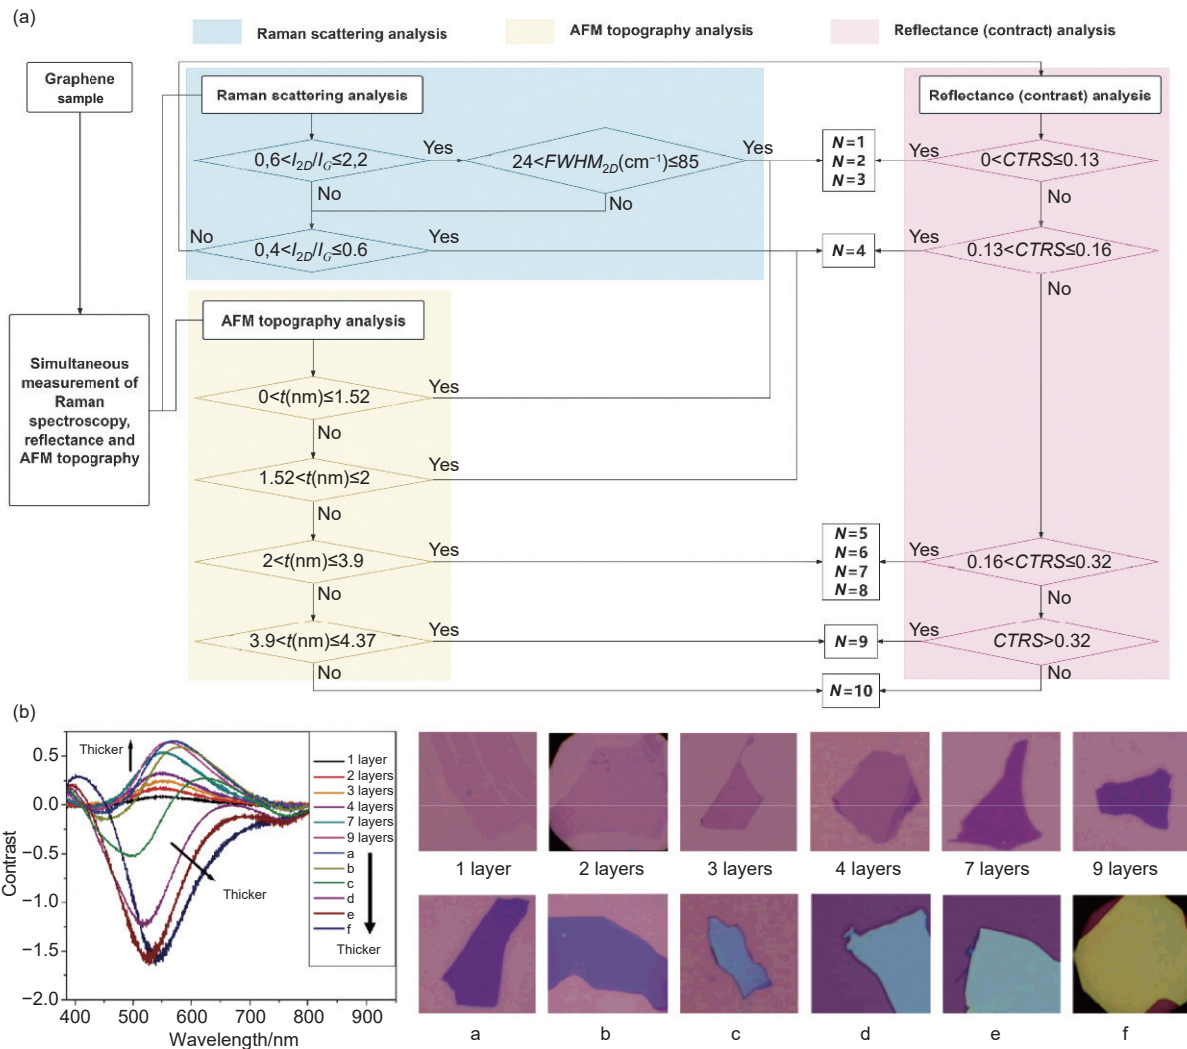 (a)
Raman scattering analysis
AFM topography analysis
Reflectance (contract) analysis
Graphene
sample
Raman scattering analysis
Reflectance (contrast) analysis
0,6<I2D/IG≤2,2
Yes
24<FWHM2D(cm−1)≤85
Yes
N=1
N=2
N=3
Yes
0<CTRS≤0.13
No
No
No
No
0,4<I2D/IG≤0.6
Yes
N=4
Yes
0.13<CTRS≤0.16
No
AFM topography analysis
Simultaneous
measurement of
Raman
spectroscopy,
reflectance and
AFM topography
0<t(nm)≤1.52
Yes
No
1.52<t(nm)≤2
Yes
No
2<t(nm)≤3.9
Yes
N=5
N=6
N=7
N=8
Yes
0.16<CTRS≤0.32
No
No
3.9<t(nm)≤4.37
Yes
N=9
Yes
CTRS>0.32
No
No
N=10
(b)
Contrast
0.5
0.0
−0.5
−1.0
−1.5
−2.0
400
500
600
700
800
900
Wavelength/nm
Thicker
Thicker
1 layer
2 layers
3 layers
4 layers
7 layers
9 layers
a
b
c
d
e
f
Thicker
1 layer
2 layers
3 layers
4 layers
7 layers
9 layers
a
b
c
d
e
f